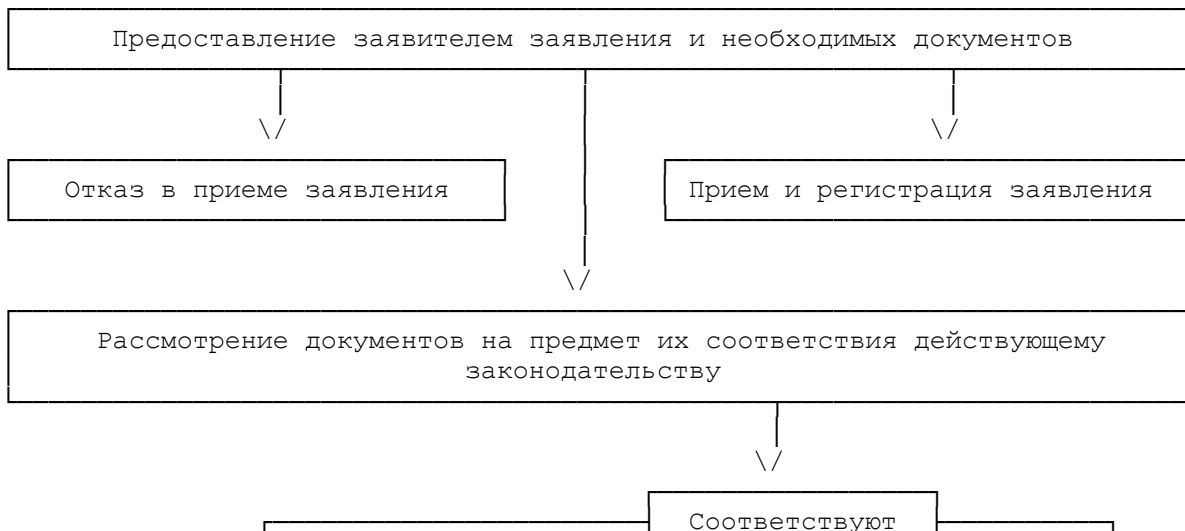 Предоставление заявителем заявления и необходимых документов
Отказ в приеме заявления
Прием и регистрация заявления
Рассмотрение документов на предмет их соответствия действующему
законодательству
Соответствуют